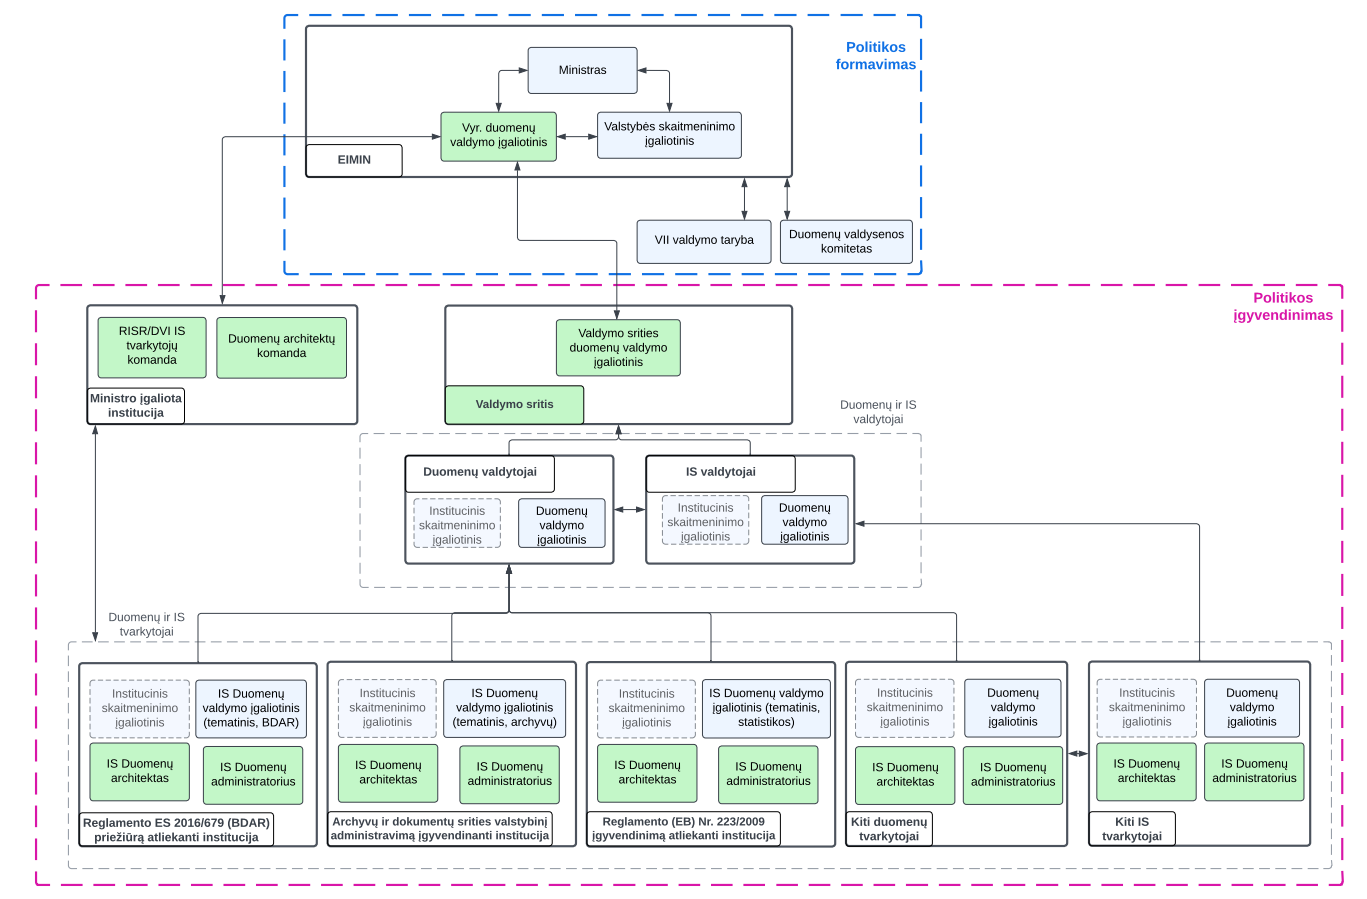 Politikos
formavimas
Ministras
Vyr. duomenų
valdymo įgaliotinis
Valstybės skaitmeninimo
įgaliotinis
EIMIN
VII valdymo taryba
Duomenų valdysenos
komitetas
Politikos
įgyvendinimas
RISR/DVI IS
tvarkytojų
komanda
Duomenų architektų
komanda
Ministro įgaliota
institucija
Valdymo srities
duomenų valdymo
įgaliotinis
Valdymo sritis
Duomenų ir IS
valdytojai
Duomenų valdytojai
Institucinis
skaitmeninimo
įgaliotinis
Duomenų
valdymo
įgaliotinis
IS valdytojai
Institucinis
skaitmeninimo
įgaliotinis
Duomenų
valdymo
įgaliotinis
Duomenų ir IS
tvarkytojai
Institucinis
skaitmeninimo
įgaliotinis
IS Duomenų
valdymo įgaliotinis
(tematinis, BDAR)
IS Duomenų
architektas
IS Duomenų
administratorius
Reglamento ES 2016/679 (BDAR)
priežiūrą atliekanti institucija
Institucinis
skaitmeninimo
įgaliotinis
IS Duomenų
valdymo įgaliotinis
(tematinis, archyvų)
IS Duomenų
architektas
IS Duomenų
administratorius
Archyvų ir dokumentų srities valstybinį
administravimą įgyvendinanti institucija
Institucinis
skaitmeninimo
įgaliotinis
IS Duomenų valdymo
įgaliotinis (tematinis,
statistikos)
IS Duomenų
architektas
IS Duomenų
administratorius
Reglamento (EB) Nr. 223/2009
įgyvendinimą atliekanti institucija
Institucinis
skaitmeninimo
įgaliotinis
Duomenų
valdymo
įgaliotinis
IS Duomenų
architektas
IS Duomenų
administratorius
Kiti duomenų
tvarkytojai
Institucinis
skaitmeninimo
įgaliotinis
Duomenų
valdymo
įgaliotinis
IS Duomenų
architektas
IS Duomenų
administratorius
Kiti IS
tvarkytojai